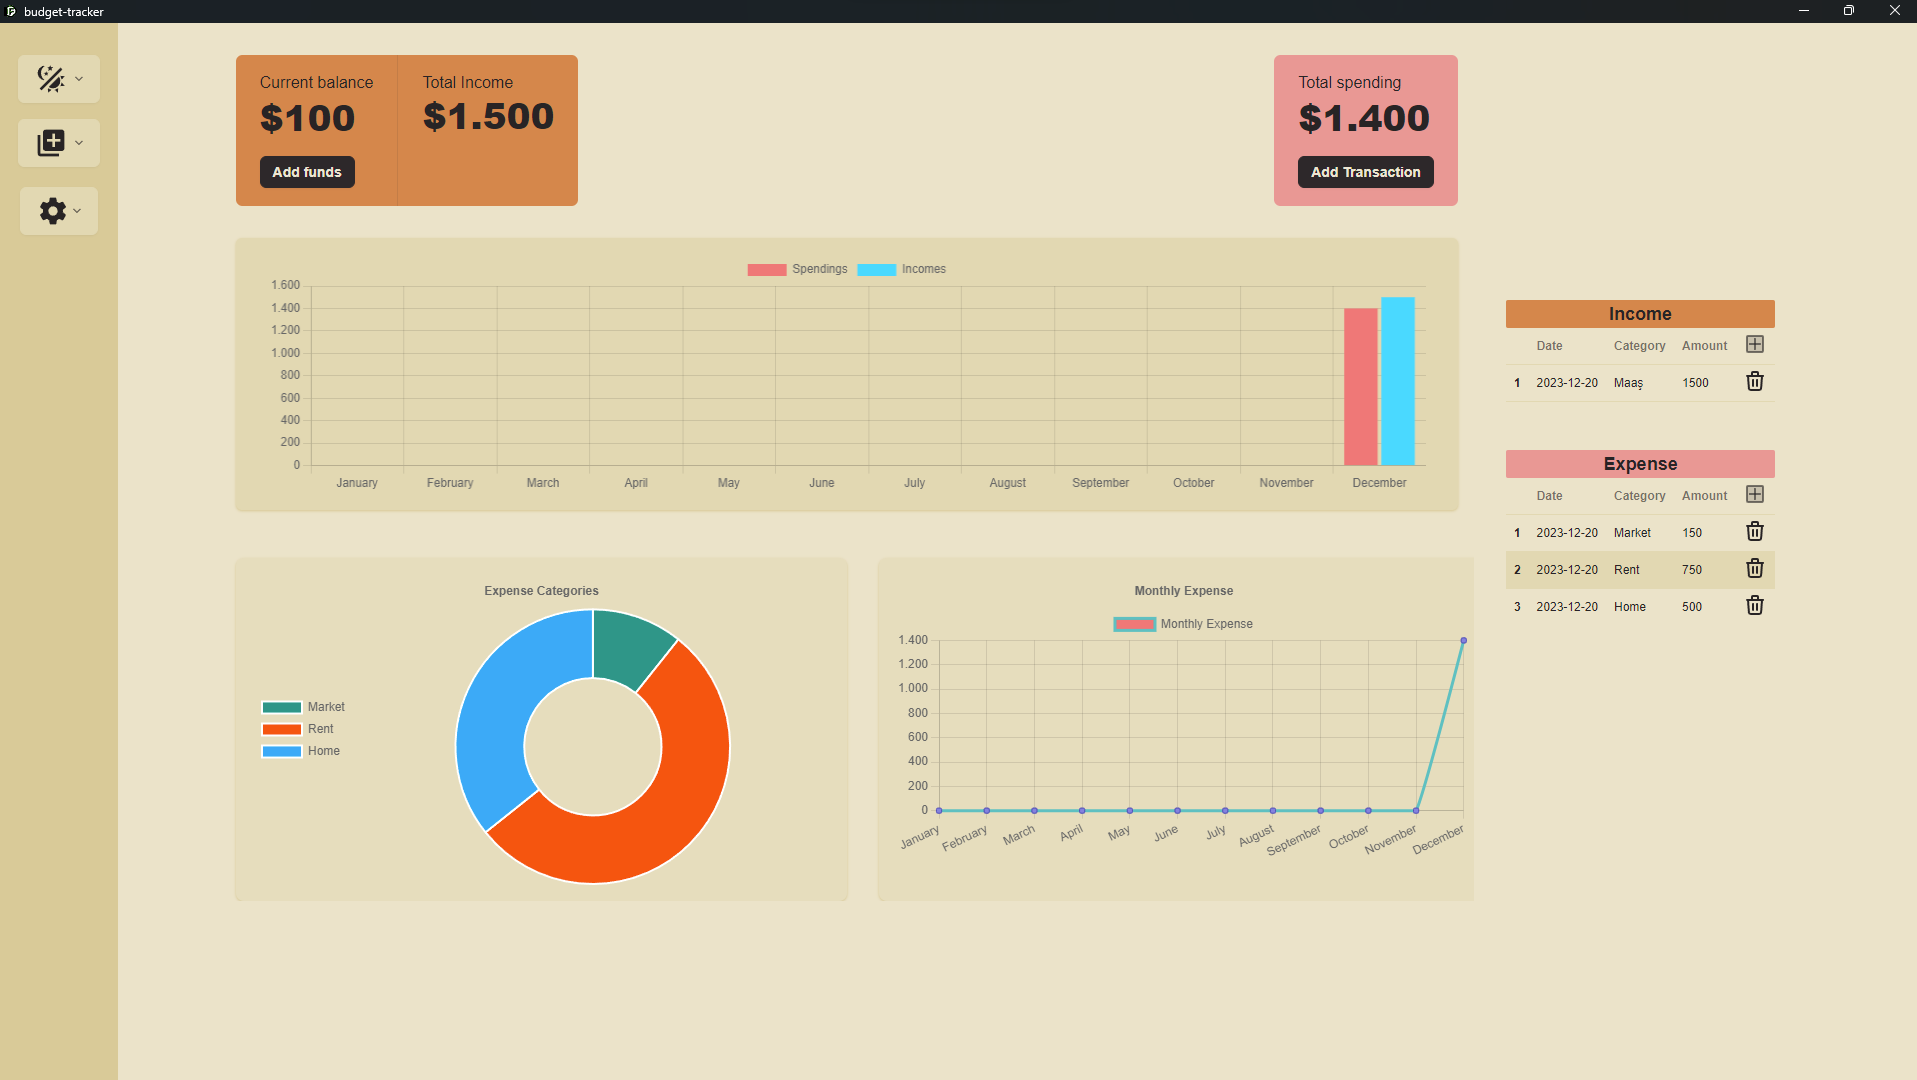 budget-tracker
Current balance
$100
Add funds
Total Income
$1.500
Total spending
$1.400
Add Transaction
Spendings Incomes
1.600
1.400
1.200
1.000
800
600
400
200
0
January February March April May June July August September October November December
Income
Date Category Amount
1 2023-12-20 Maaş 1500
Expense
Date Category Amount
1 2023-12-20 Market 150
2 2023-12-20 Rent 750
3 2023-12-20 Home 500
Expense Categories
Market
Rent
Home
Monthly Expense
Monthly Expense
1.400
1.200
1.000
800
600
400
200
0
January February March April May June July August September October November December